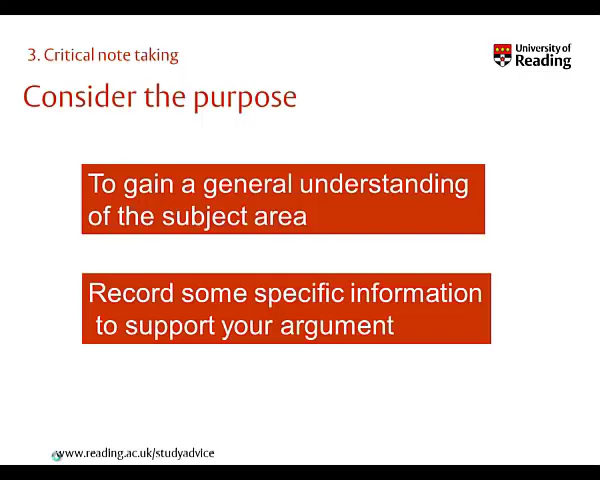 3. Critical note taking
University of
Reading
Consider the purpose
To gain a general understanding
of the subject area
Record some specific information
to support your argument
www.reading.ac.uk/studyadvice